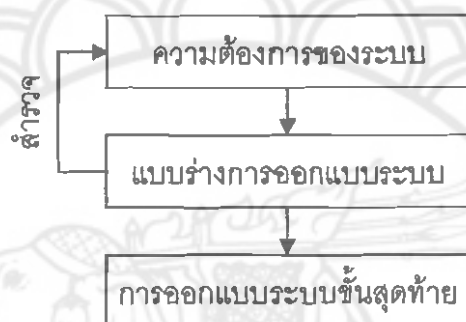 ความต้องการของระบบ
สำรวจ
แบบร่างการออกแบบระบบ
การออกแบบระบบขั้นสุดท้าย